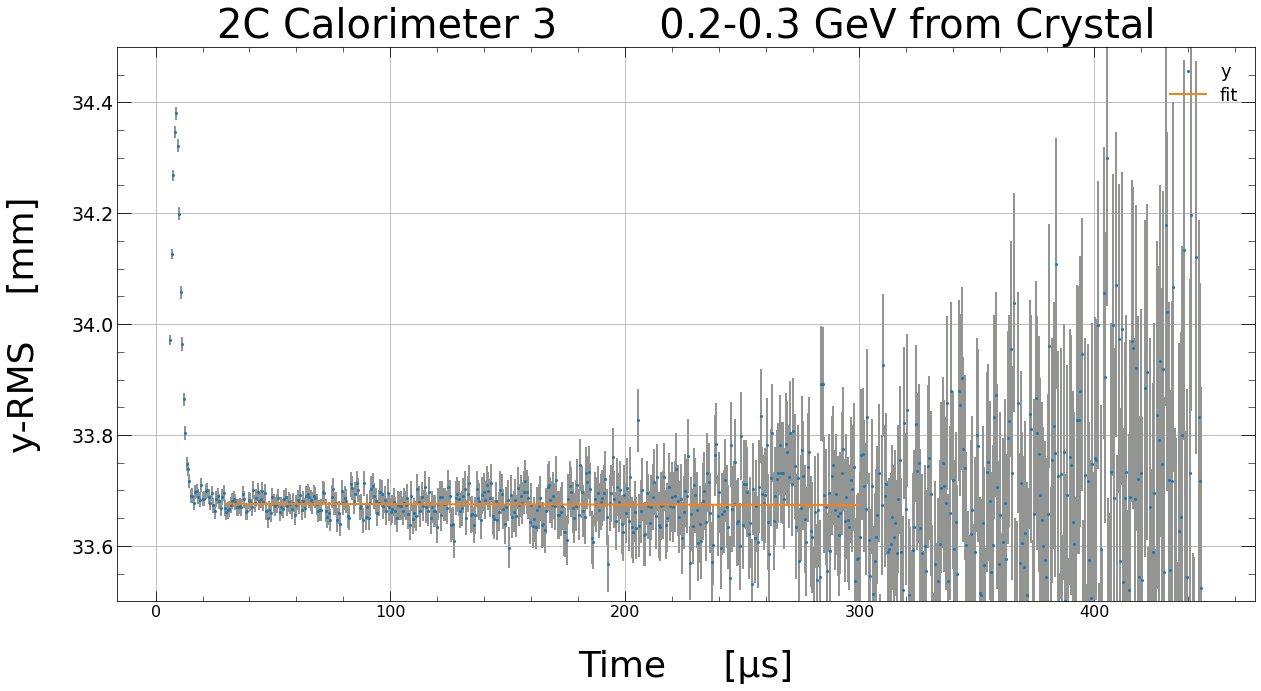 2C Calorimeter 3 0.2-0.3 GeV from Crystal
y
fit
34.4
34.2
34.0
33.8
33.6
y-RMS [mm]
0 100 200 300 400
Time [μs]